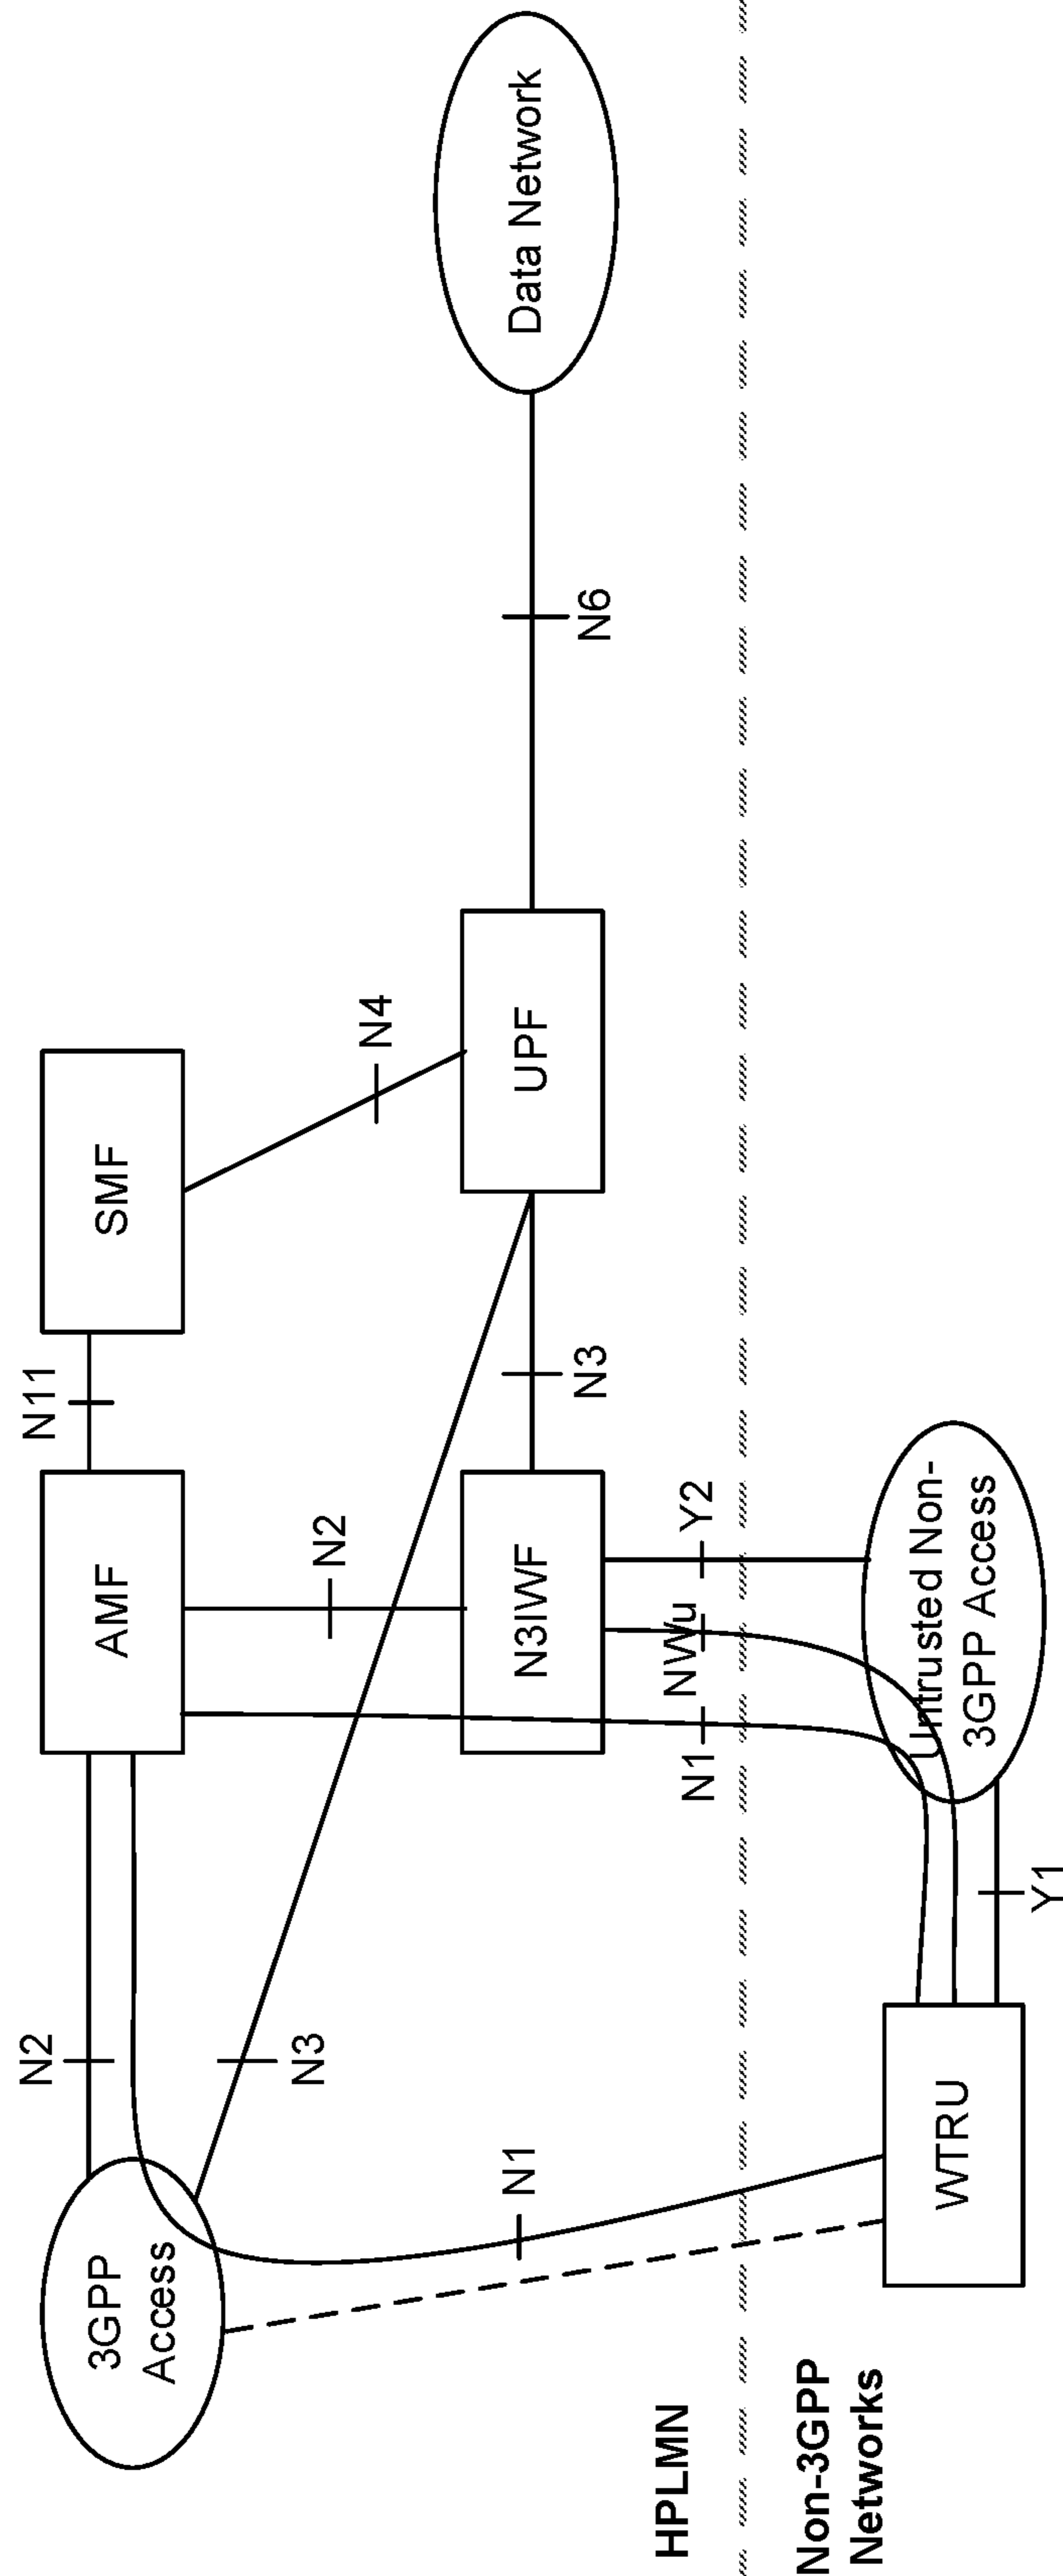 3GPP
Access
N2
AMF
N11
SMF
N3
N2
N4
N1
N3IWF
N3
UPF
N6
Data Network
HPLMN
N1
NWu
Y2
Non-3GPP
Networks
WTRU
Y1
Untrusted Non-
3GPP Access